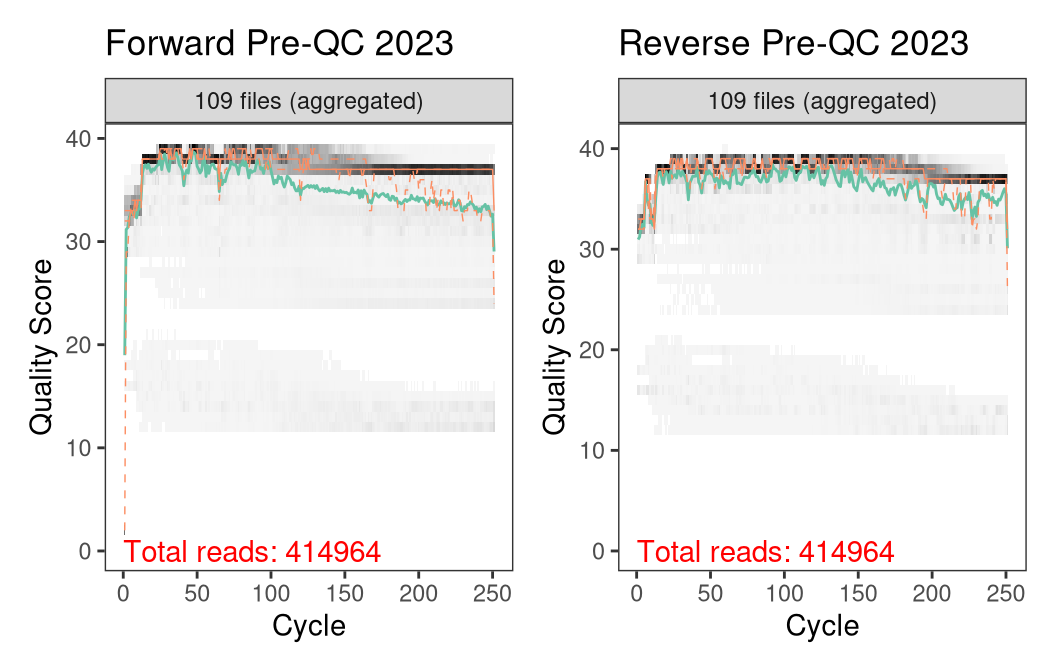 Forward Pre-QC 2023
109 files (aggregated)
Quality Score
40
30
20
10
0
Total reads: 414964
0 50 100 150 200 250
Cycle
Reverse Pre-QC 2023
109 files (aggregated)
Quality Score
40
30
20
10
0
Total reads: 414964
0 50 100 150 200 250
Cycle